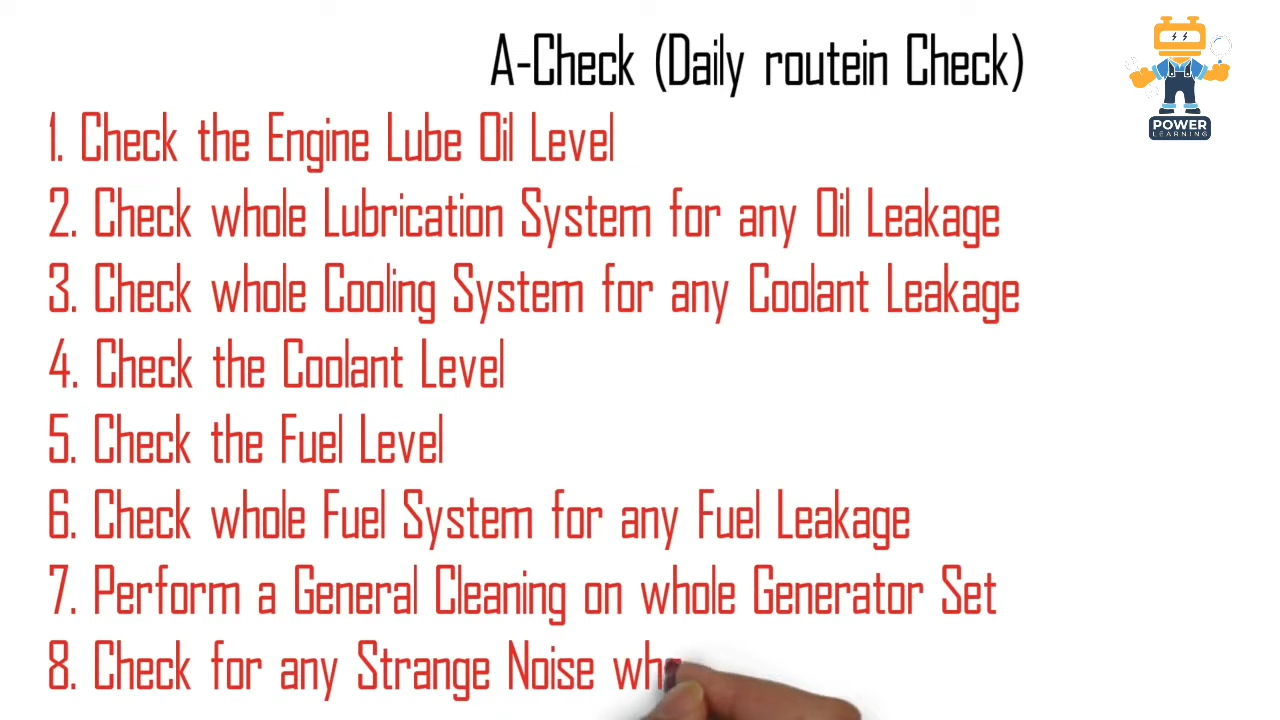 A-Check (Daily routein Check)
POWER
LEARNING
1. Check the Engine Lube Oil Level
2. Check whole Lubrication System for any Oil Leakage
3. Check whole Cooling System for any Coolant Leakage
4. Check the Coolant Level
5. Check the Fuel Level
6. Check whole Fuel System for any Fuel Leakage
7. Perform a General Cleaning on whole Generator Set
8. Check for any Strange Noise